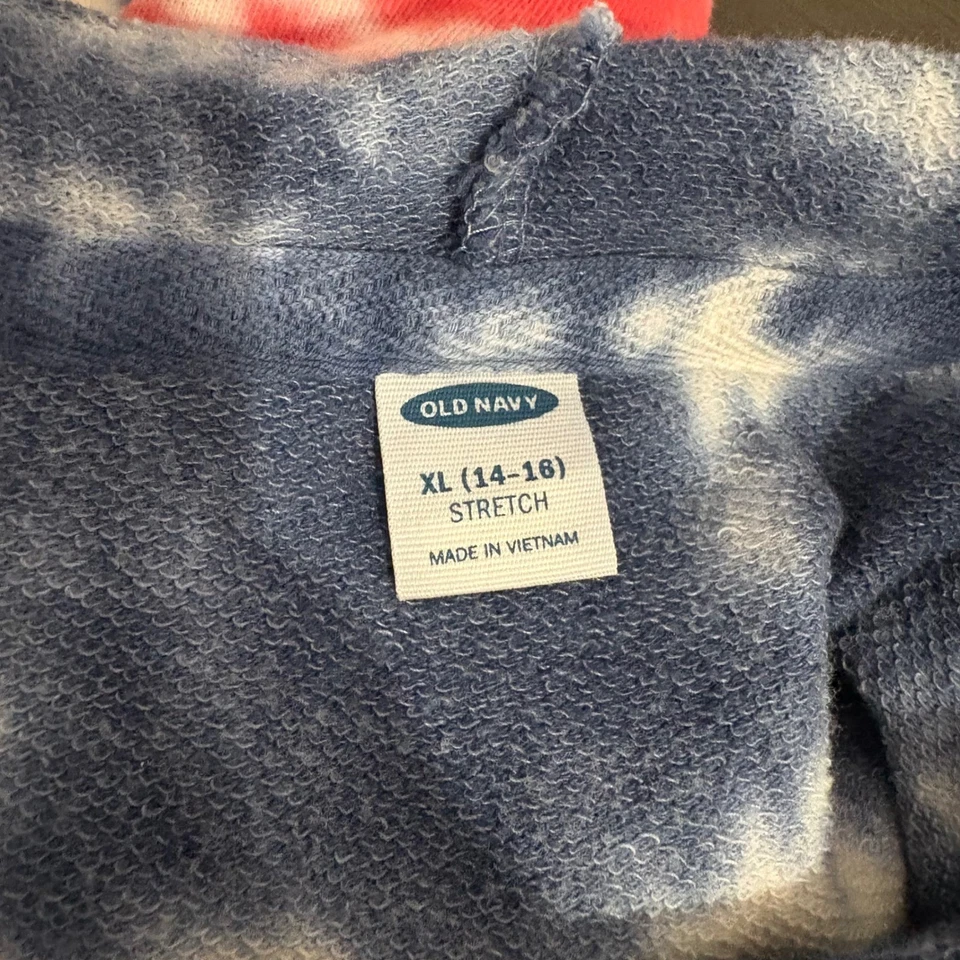 OLD NAVY
XL (14-16)
STRETCH
MADE IN VIETNAM